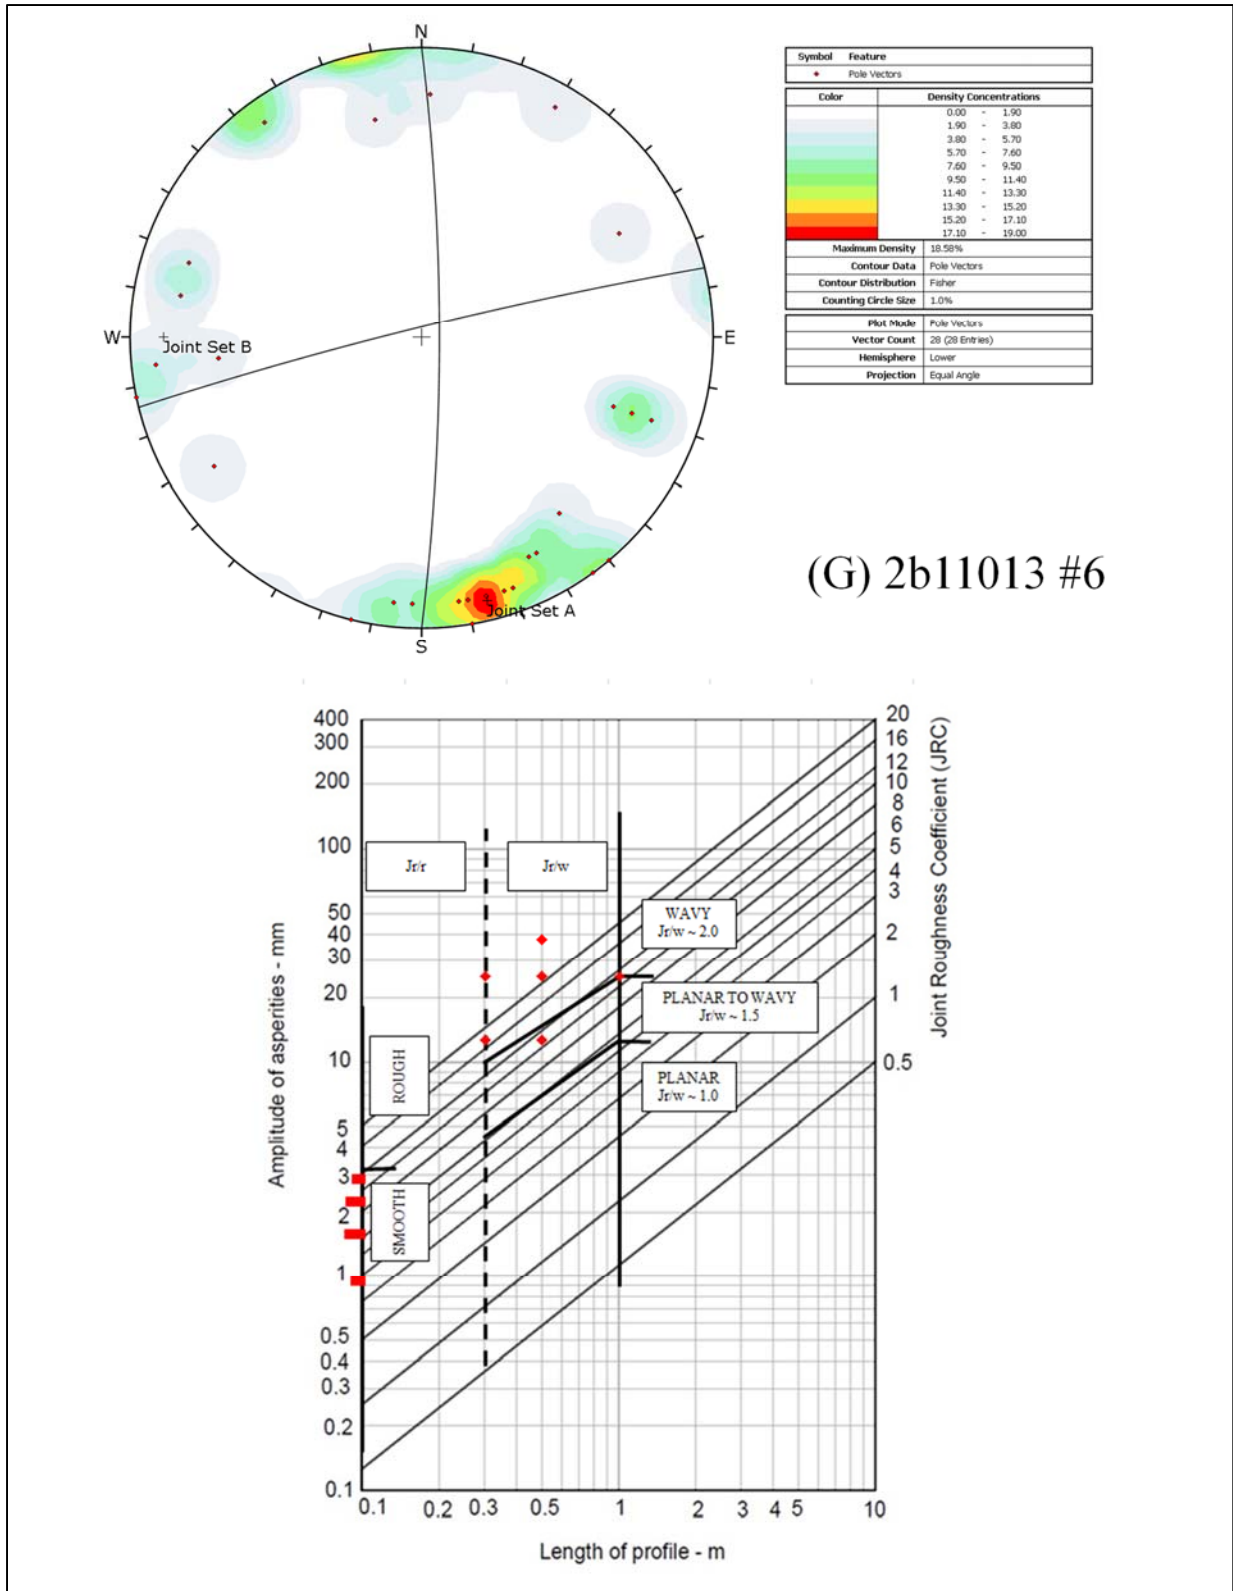 N
W
E
S
Joint Set B
Joint Set A
Symbol Feature
Pole Vectors
Color Density Concentrations
0.00 - 1.90
1.90 - 3.80
3.80 - 5.70
5.70 - 7.60
7.60 - 9.50
9.50 - 11.40
11.40 - 13.30
13.30 - 15.20
15.20 - 17.10
17.10 - 19.00
Maximum Density 18.58%
Contour Data Pole Vectors
Contour Distribution Fisher
Counting Circle Size 1.0%
Plot Mode Pole Vectors
Vector Count 28 (28 Entries)
Hemisphere Lower
Projection Equal Angle
(G) 2b11013 #6
Amplitude of asperities - mm
400
300
200
100
50
40
30
20
10
5
4
3
2
1
0.5
0.4
0.3
0.2
0.1
Jr/r
Jr/w
ROUGH
SMOOTH
WAVY
Jr/w ~ 2.0
PLANAR TO WAVY
Jr/w ~ 1.5
PLANAR
Jr/w ~ 1.0
20
16
12
10
8
6
5
4
3
2
1
0.5
Joint Roughness Coefficient (JRC)
0.1 0.2 0.3 0.5 1 2 3 4 5 10
Length of profile - m